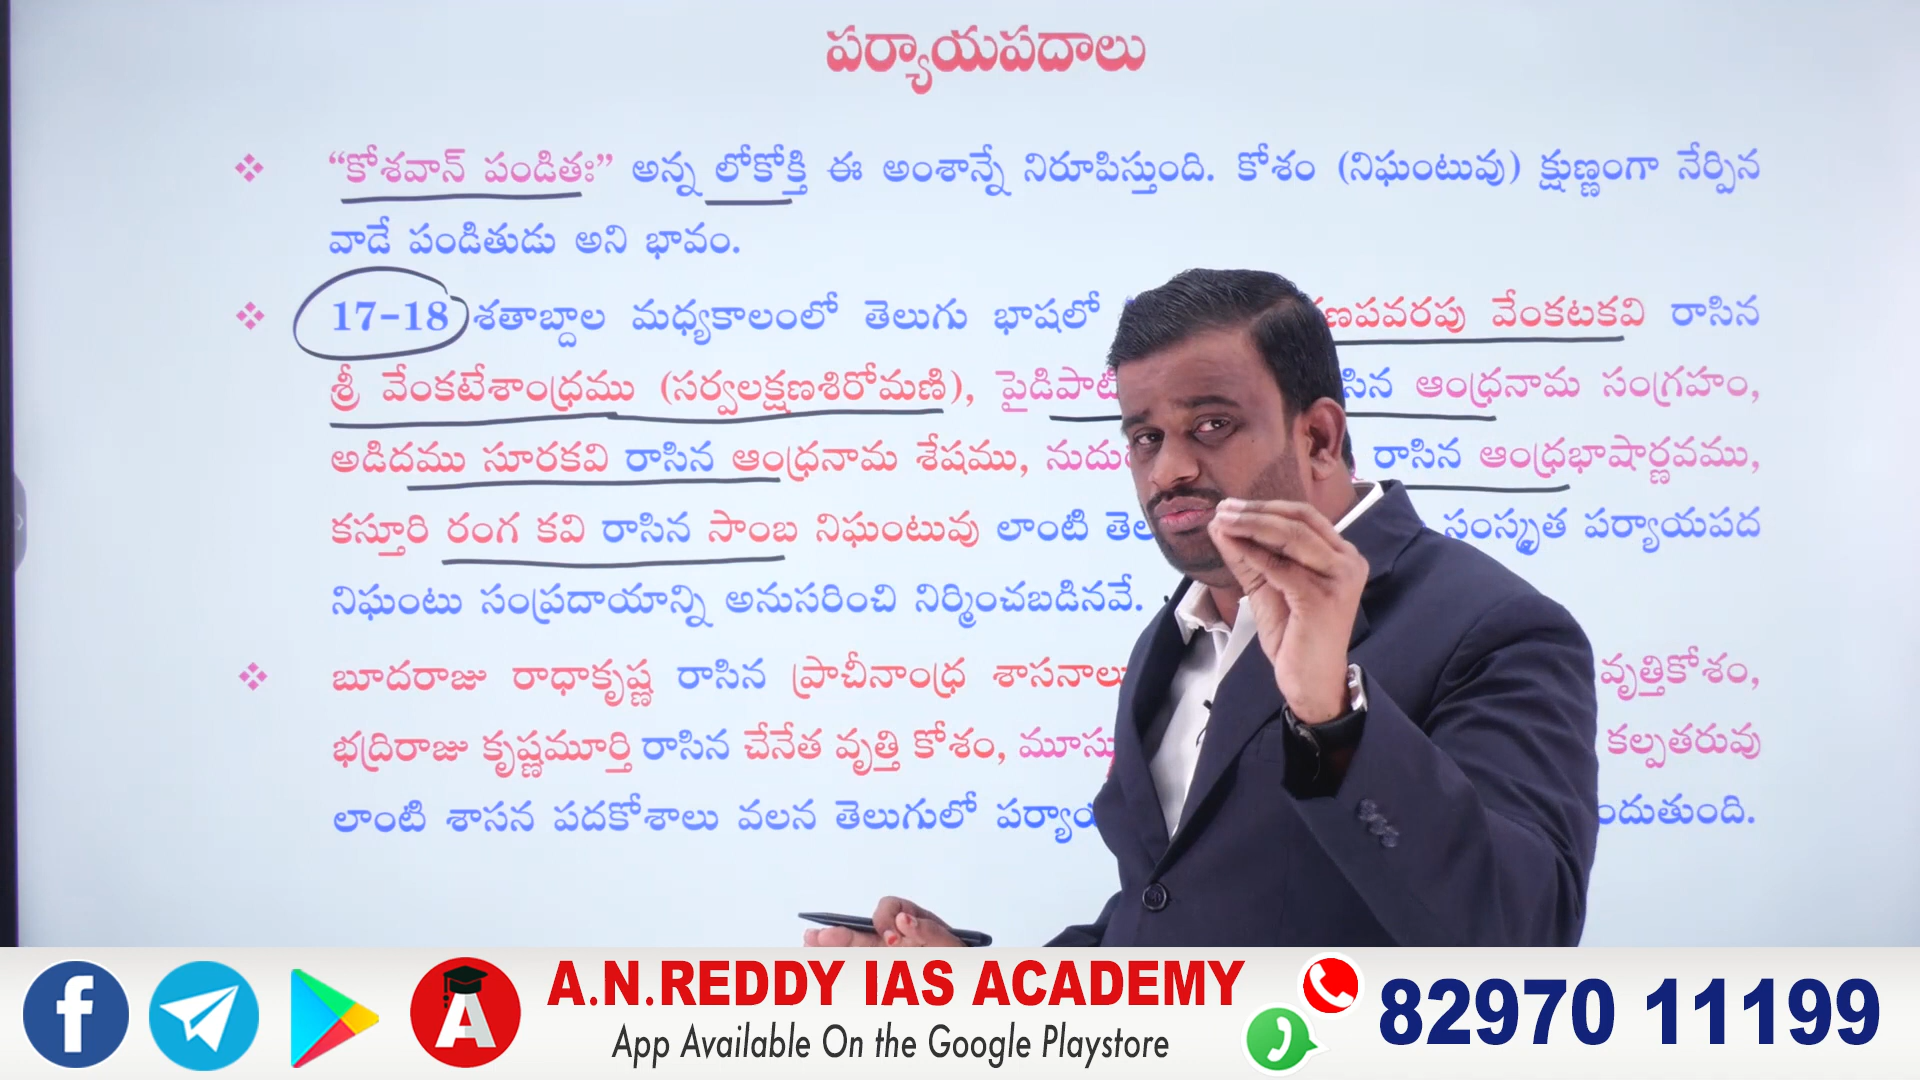 పర్యాయపదాలు
❖ “కోశవాన్ పండితః” అన్న లోకోక్తి ఈ అంశాన్నే నిరూపిస్తుంది. కోశం (నిఘంటువు) క్షుణ్ణంగా నేర్పిన
వాడే పండితుడు అని భావం.
❖ 17-18 శతాబ్దాల మధ్యకాలంలో తెలుగు భాషలో వేంకటకవి రాసిన
శ్రీ వేంకటేశాంధ్రము (సర్వలక్షణశిరోమణి), ఆంధ్రనామ సంగ్రహం,
అడిదము సూరకవి రాసిన ఆంధ్రనామ శేషము, రాసిన ఆంధ్రభాషార్ణవము,
కస్తూరి రంగ కవి రాసిన సాంబ నిఘంటువు లాంటి సంస్కృత పర్యాయపద
నిఘంటు సంప్రదాయాన్ని అనుసరించి నిర్మించబడినవే.
❖ బూదరాజు రాధాకృష్ణ రాసిన ప్రాచీనాంధ్ర వృత్తికోశం,
భద్రిరాజు కృష్ణమూర్తి రాసిన చేనేత వృత్తి కోశం, కల్పతరువు
లాంటి శాసన పదకోశాలు వలన తెలుగులో
A.N.REDDY IAS ACADEMY
App Available On the Google Playstore
82970 11199